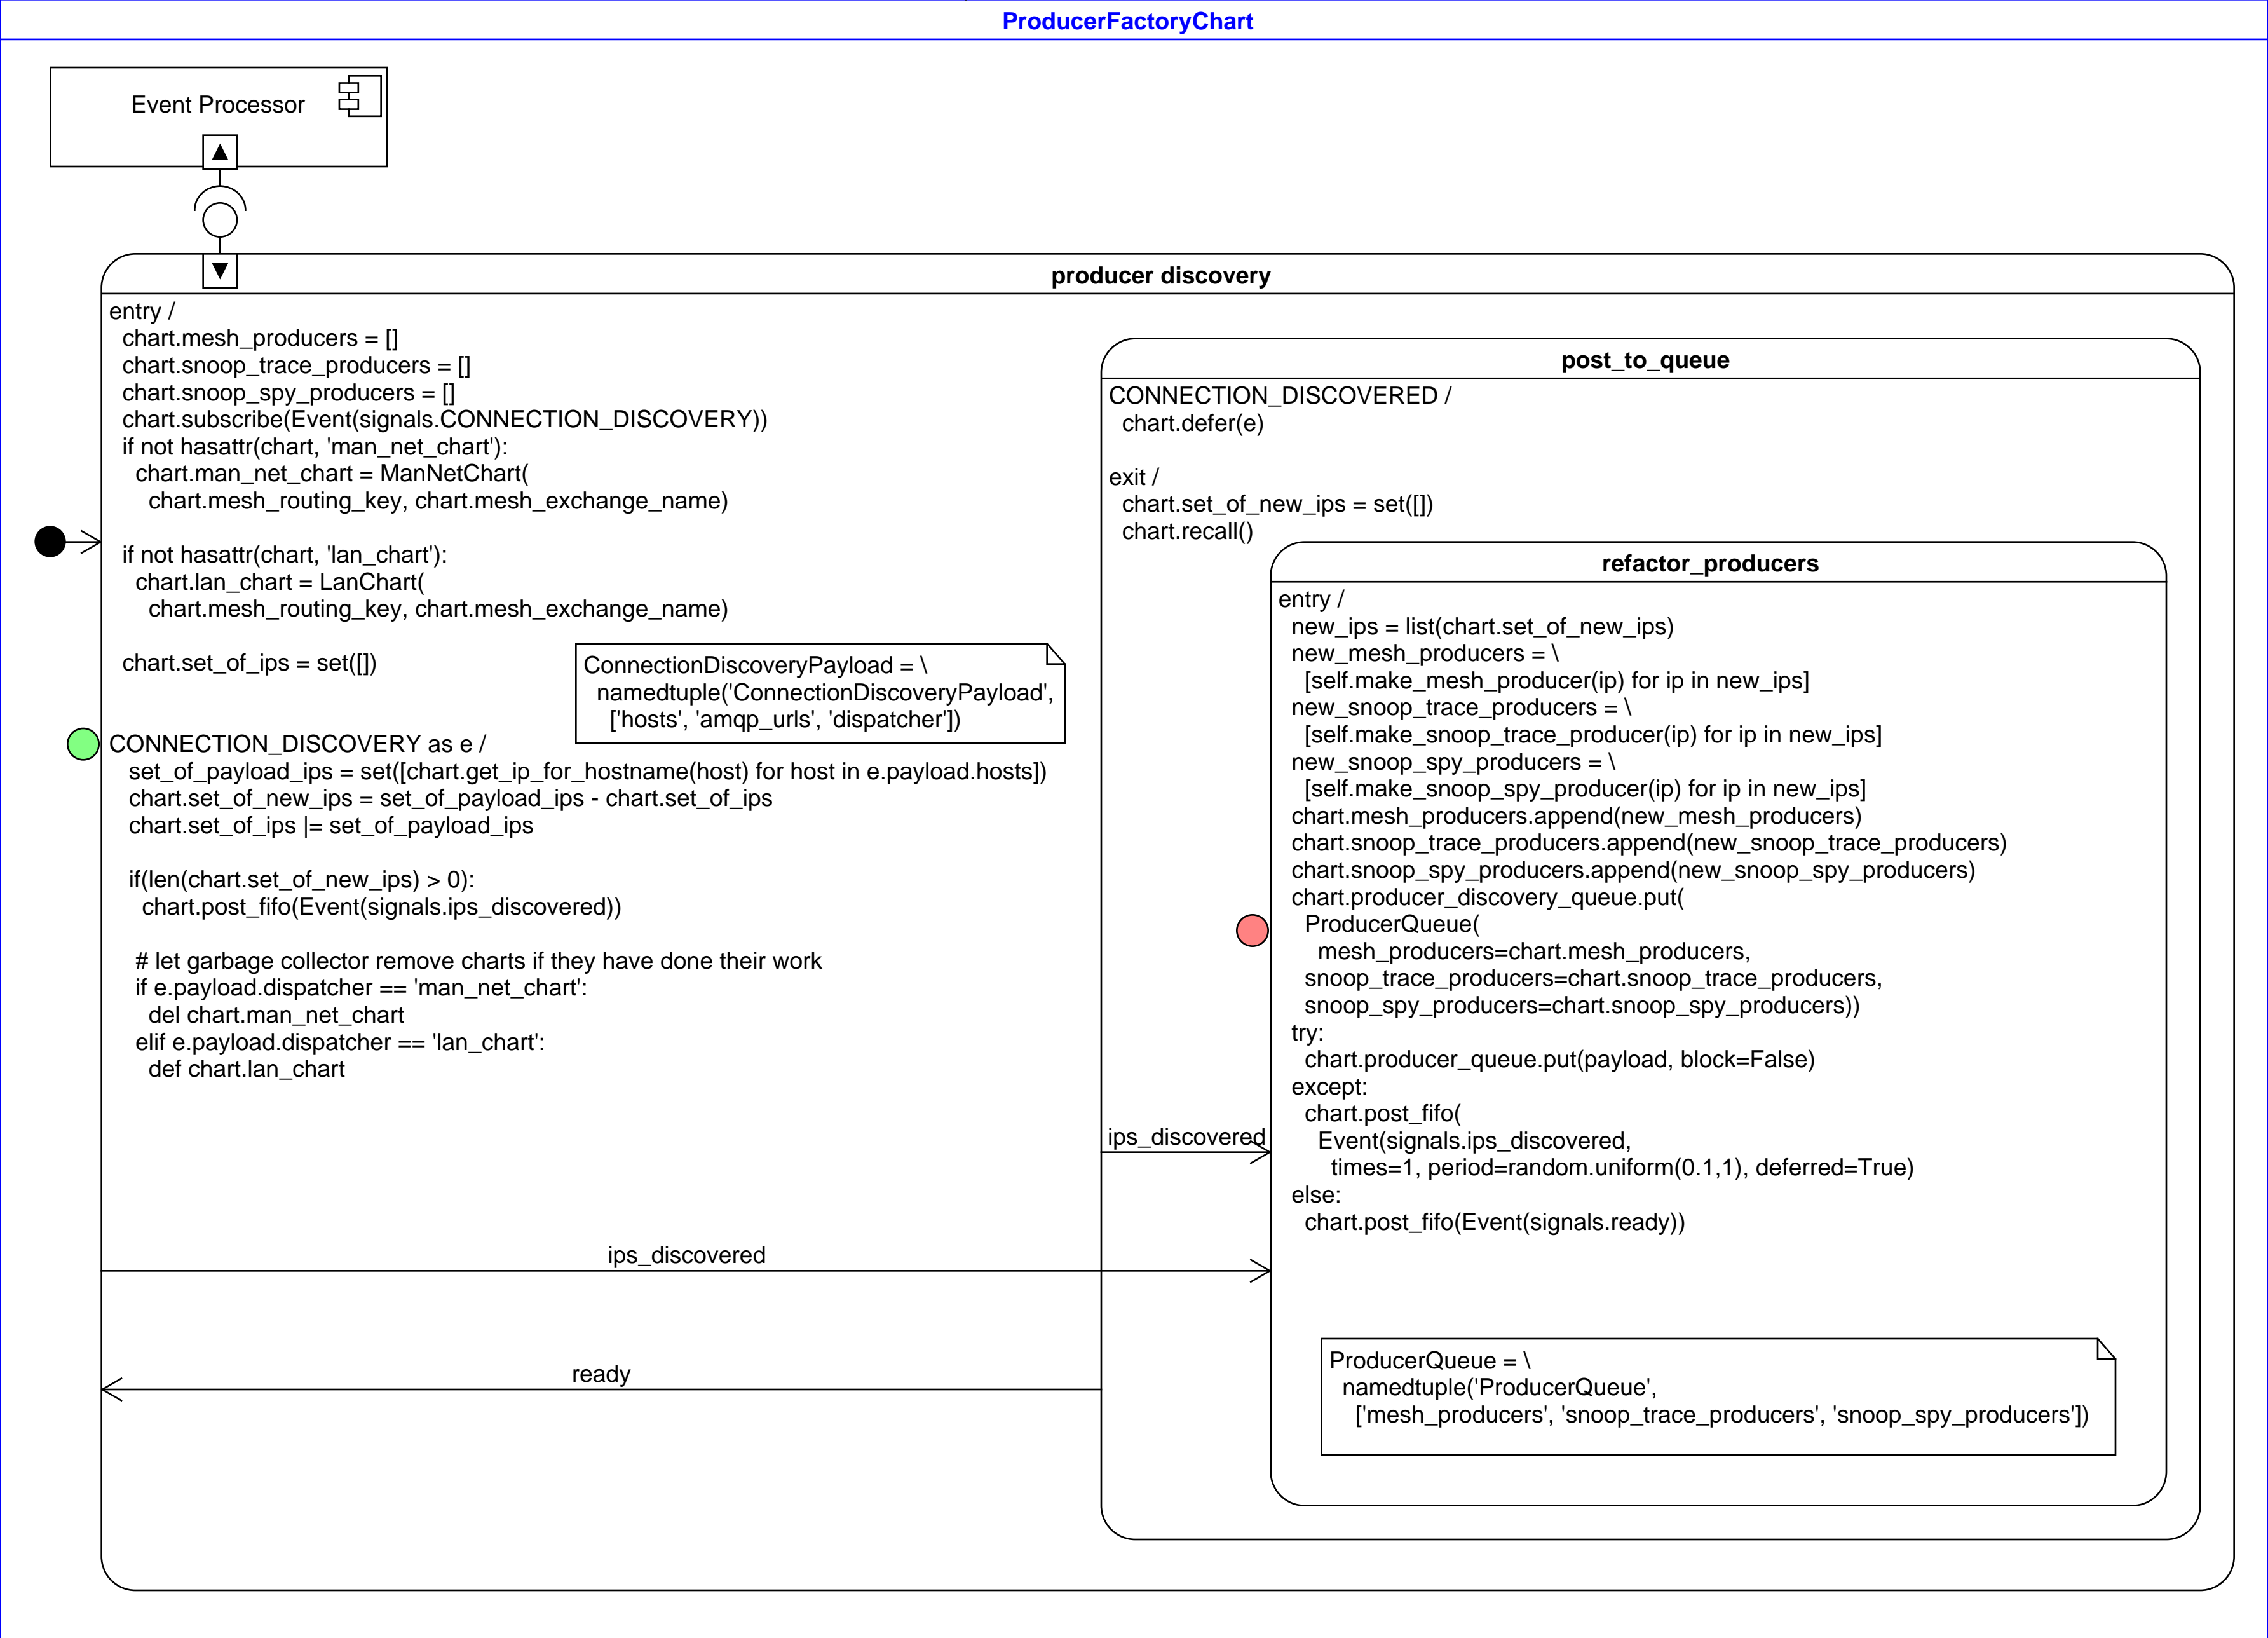 ProducerFactoryChart
Event Processor
producer discovery
entry /
chart.mesh_producers = []
chart.snoop_trace_producers = []
chart.snoop_spy_producers = []
chart.subscribe(Event(signals.CONNECTION_DISCOVERY))
if not hasattr(chart, 'man_net_chart'):
chart.man_net_chart = ManNetChart(
chart.mesh_routing_key, chart.mesh_exchange_name)
if not hasattr(chart, 'lan_chart'):
chart.lan_chart = LanChart(
chart.mesh_routing_key, chart.mesh_exchange_name)
chart.set_of_ips = set([])
ConnectionDiscoveryPayload = \
namedtuple('ConnectionDiscoveryPayload',
['hosts', 'amqp_urls', 'dispatcher'])
CONNECTION_DISCOVERY as e /
set_of_payload_ips = set([chart.get_ip_for_hostname(host) for host in e.payload.hosts])
chart.set_of_new_ips = set_of_payload_ips - chart.set_of_ips
chart.set_of_ips |= set_of_payload_ips
if(len(chart.set_of_new_ips) > 0):
chart.post_fifo(Event(signals.ips_discovered))
# let garbage collector remove charts if they have done their work
if e.payload.dispatcher == 'man_net_chart':
del chart.man_net_chart
elif e.payload.dispatcher == 'lan_chart':
def chart.lan_chart
post_to_queue
CONNECTION_DISCOVERED /
chart.defer(e)
exit /
chart.set_of_new_ips = set([])
chart.recall()
refactor_producers
entry /
new_ips = list(chart.set_of_new_ips)
new_mesh_producers = \
[self.make_mesh_producer(ip) for ip in new_ips]
new_snoop_trace_producers = \
[self.make_snoop_trace_producer(ip) for ip in new_ips]
new_snoop_spy_producers = \
[self.make_snoop_spy_producer(ip) for ip in new_ips]
chart.mesh_producers.append(new_mesh_producers)
chart.snoop_trace_producers.append(new_snoop_trace_producers)
chart.snoop_spy_producers.append(new_snoop_spy_producers)
chart.producer_discovery_queue.put(
ProducerQueue(
mesh_producers=chart.mesh_producers,
snoop_trace_producers=chart.snoop_trace_producers,
snoop_spy_producers=chart.snoop_spy_producers))
try:
chart.producer_queue.put(payload, block=False)
except:
chart.post_fifo(
Event(signals.ips_discovered,
times=1, period=random.uniform(0.1,1), deferred=True)
else:
chart.post_fifo(Event(signals.ready))
ips_discovered
ips_discovered
ready
ProducerQueue = \
namedtuple('ProducerQueue',
['mesh_producers', 'snoop_trace_producers', 'snoop_spy_producers'])